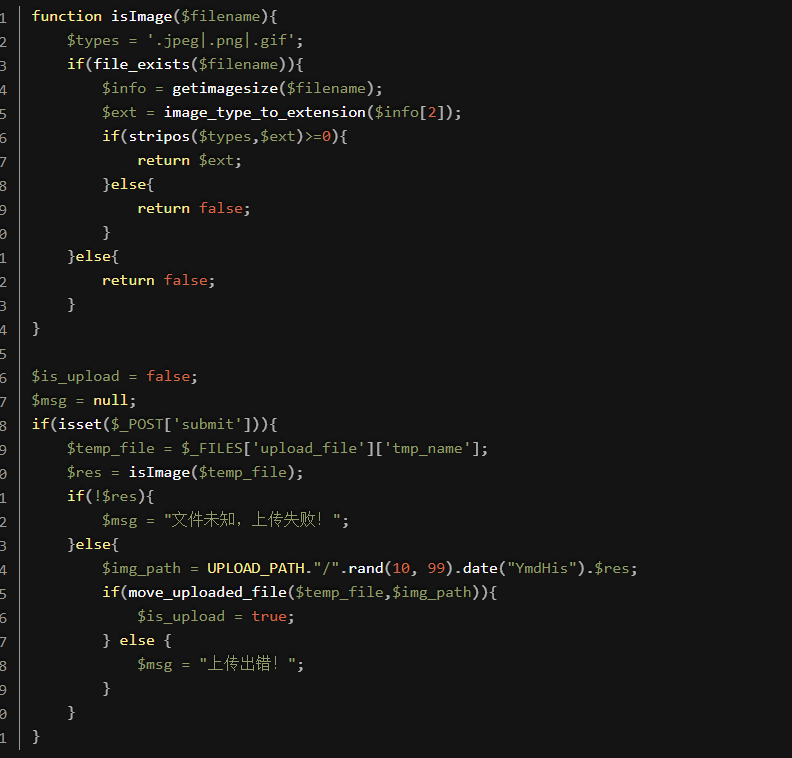 1 function isImage($filename){
2     $types = '.jpeg|.png|.gif';
3     if(file_exists($filename)){
4         $info = getimagesize($filename);
5         $ext = image_type_to_extension($info[2]);
6         if(stripos($types,$ext)>=0){
7             return $ext;
8         }else{
9             return false;
0         }
1     }else{
2         return false;
3     }
4 }
5
6 $is_upload = false;
7 $msg = null;
8 if(isset($_POST['submit'])){
9     $temp_file = $_FILES['upload_file']['tmp_name'];
0     $res = isImage($temp_file);
1     if(!$res){
2         $msg = "文件未知，上传失败！";
3     }else{
4         $img_path = UPLOAD_PATH."/".rand(10, 99).date("YmdHis").$res;
5         if(move_uploaded_file($temp_file,$img_path)){
6             $is_upload = true;
7         } else {
8             $msg = "上传出错！";
9         }
0     }
1 }